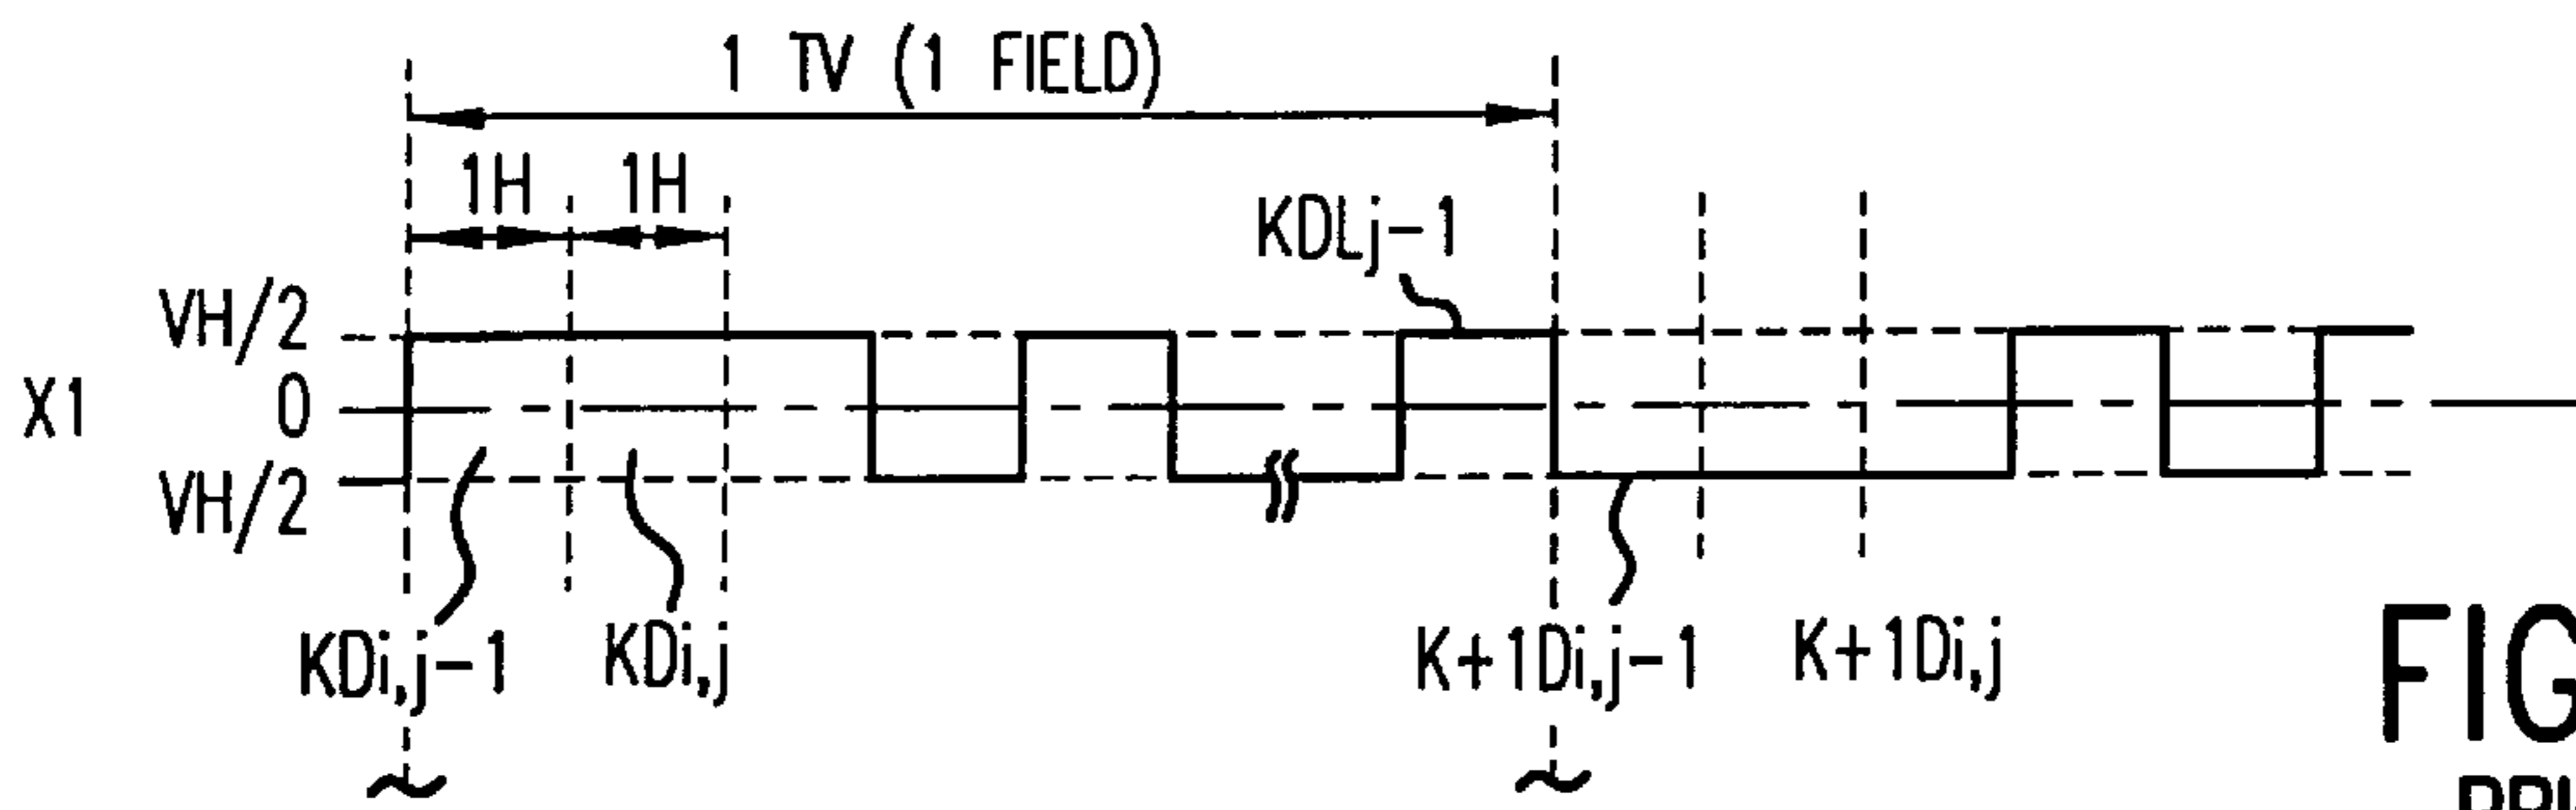 1 TV (1 FIELD)
1H 1H
KDLj-1
VH/2
X1 0
VH/2
KDi,j-1 KDi,j K+1Di,j-1 K+1Di,j
FIG